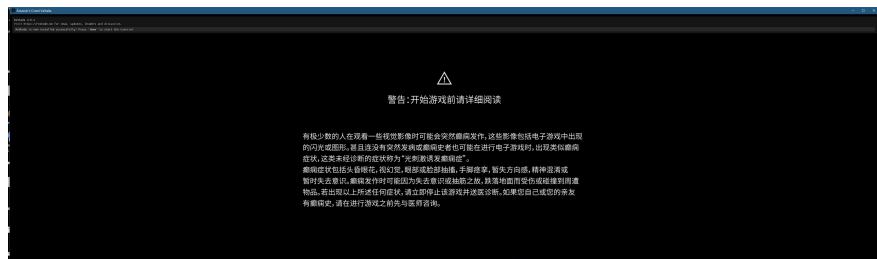 警告:开始游戏前请详细阅读
有极少数的人在观看一些视觉影像时可能会突然癫痫发作,这些影像包括电子游戏中出现
的闪光或图形。甚且连没有突然发病或癫痫史者也可能在进行电子游戏时,出现类似癫痫
症状,这类未经诊断的症状称为“光刺激诱发癫痫症”。
癫痫症状包括头昏眼花,视幻觉,眼部或脸部抽搐,手脚痉挛,暂失方向感,精神混淆或
暂时失去意识。癫痫发作时可能因为失去意识或抽筋之故,跌落地面而受伤或碰撞到周遭
物品。若出现以上所述任何症状,请立即停止该游戏并送医诊断。如果您自己或您的亲友
有癫痫史,请在进行游戏之前先与医师咨询。